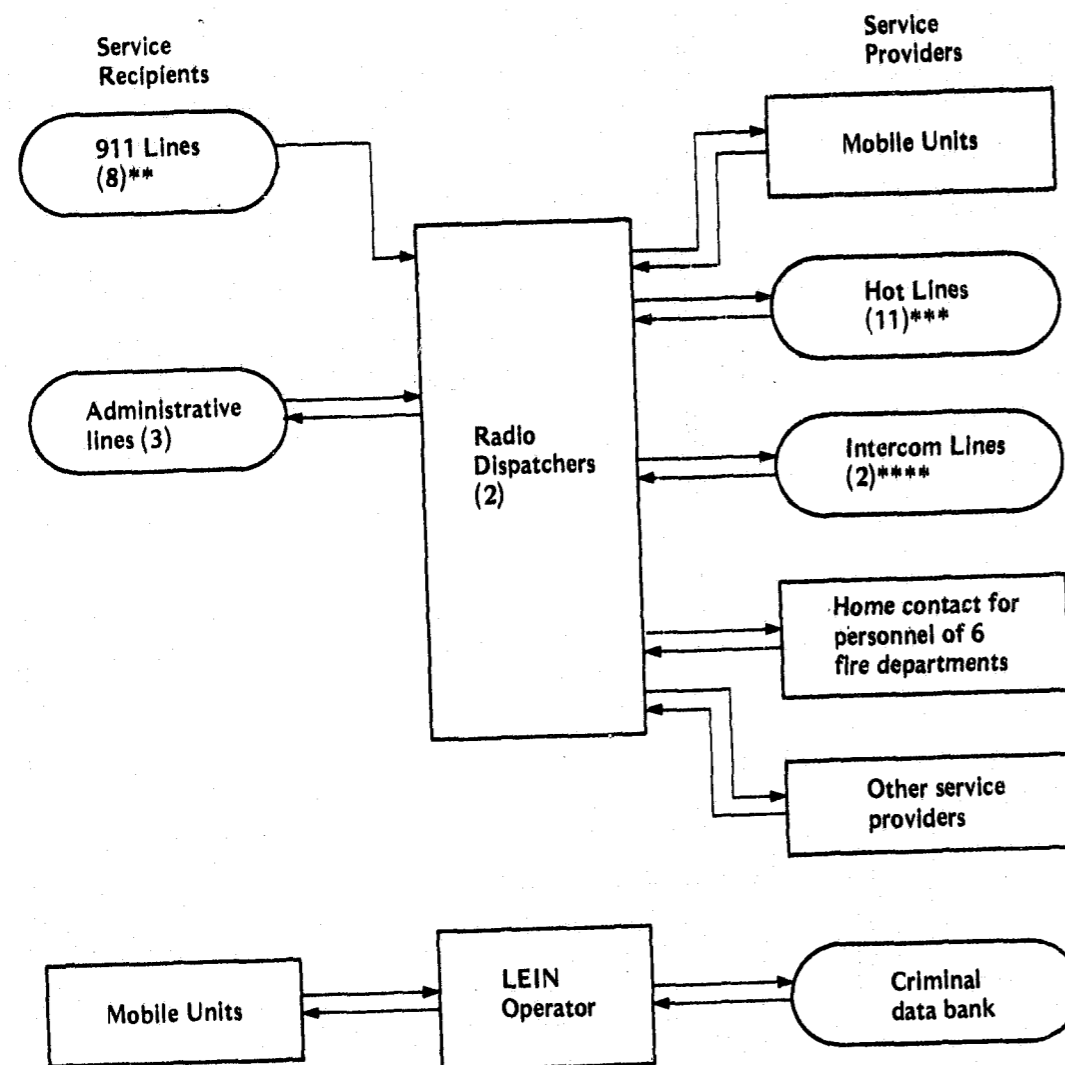 Service
Recipients
Service
Providers
911 Lines
(8)**
Mobile Units
Hot Lines
(11)***
Administrative
lines (3)
Radio
Dispatchers
(2)
Intercom Lines
(2)****
Home contact for
personnel of 6
fire departments
Other service
providers
Mobile Units
LEIN
Operator
Criminal
data bank